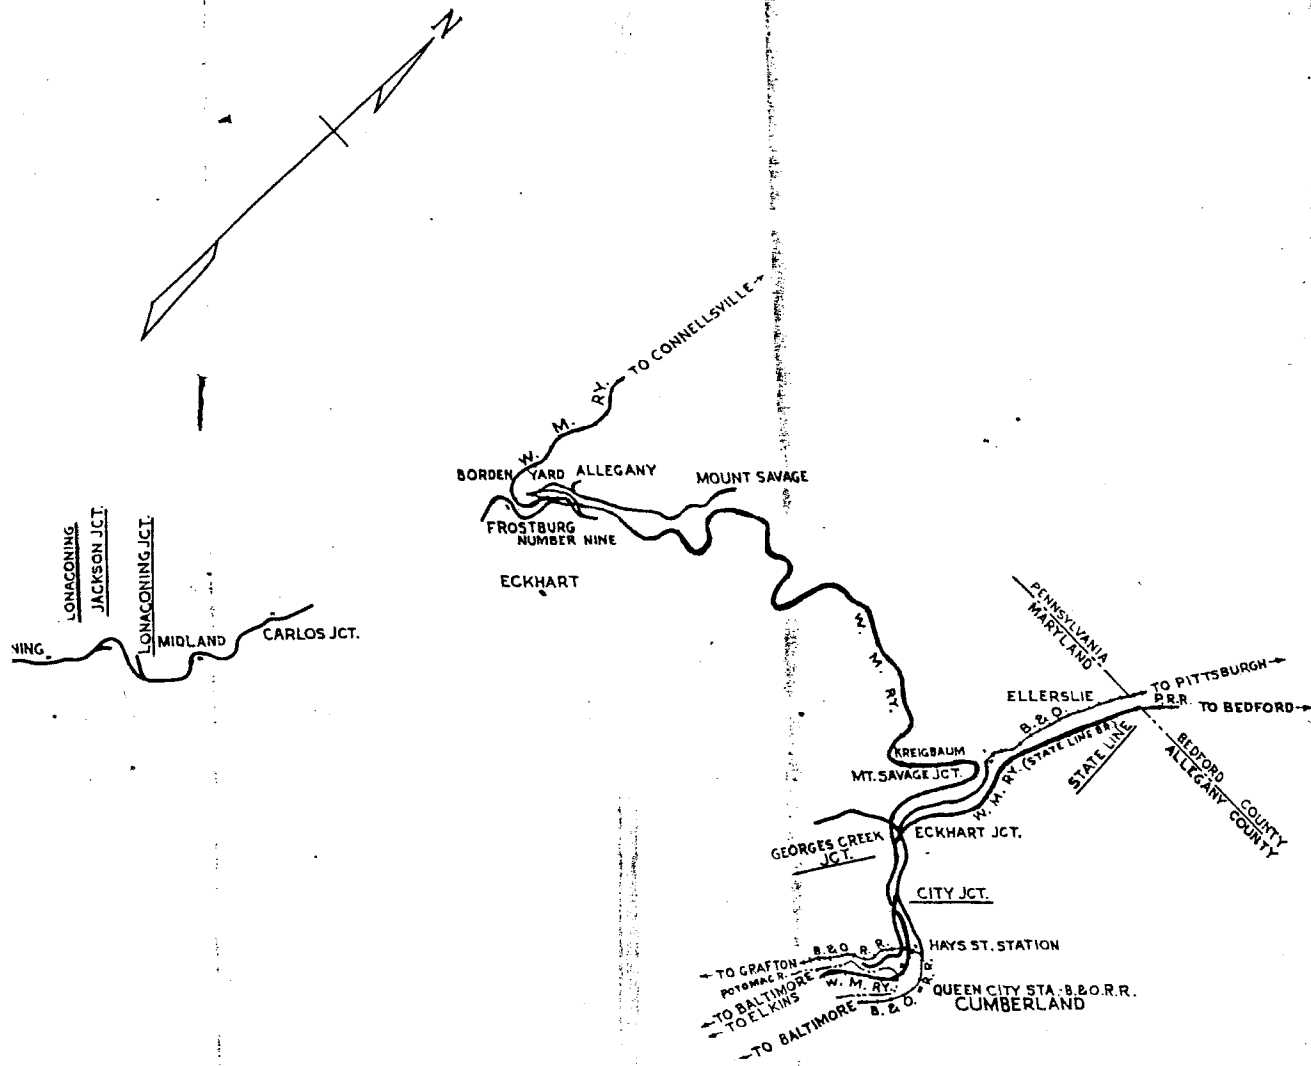 N
TO CONNELLSVILLE
W. M. RY.
BORDEN YARD
ALLEGANY
MOUNT SAVAGE
FROSTBURG
NUMBER NINE
ECKHART
LONACONING
JACKSON JCT.
LONACONING JCT.
NING
MIDLAND
CARLOS JCT.
W. M. RY.
PENNSYLVANIA
MARYLAND
ELLERSLIE
TO PITTSBURGH
B. & O.
P.R.R.
TO BEDFORD
W. M. RY. (STATE LINE BR.)
STATE LINE
BEDFORD COUNTY
ALLEGANY COUNTY
KREIGBAUM
MT. SAVAGE JCT.
GEORGES CREEK
JCT.
ECKHART JCT.
CITY JCT.
B. & O. R. R.
HAYS ST. STATION
TO GRAFTON
POTOMAC R.
TO BALTIMORE
TO ELKINS
W. M. RY.
QUEEN CITY STA.-B.&O.R.R.
CUMBERLAND
B. & O. R. R.
TO BALTIMORE